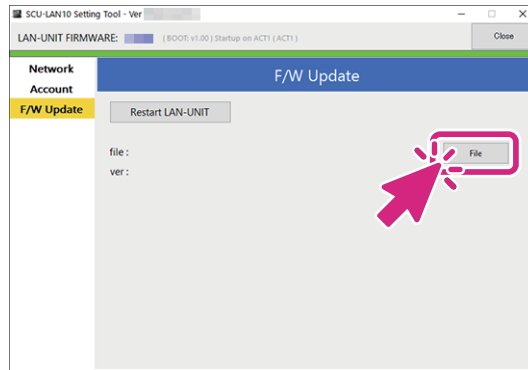 SCU-LAN10 Setting Tool - Ver
LAN-UNIT FIRMWARE: ( BOOT: v1.00 ) Startup on ACT1 ( ACT1 )
Close
Network
Account
F/W Update
F/W Update
Restart LAN-UNIT
file :
File
ver :